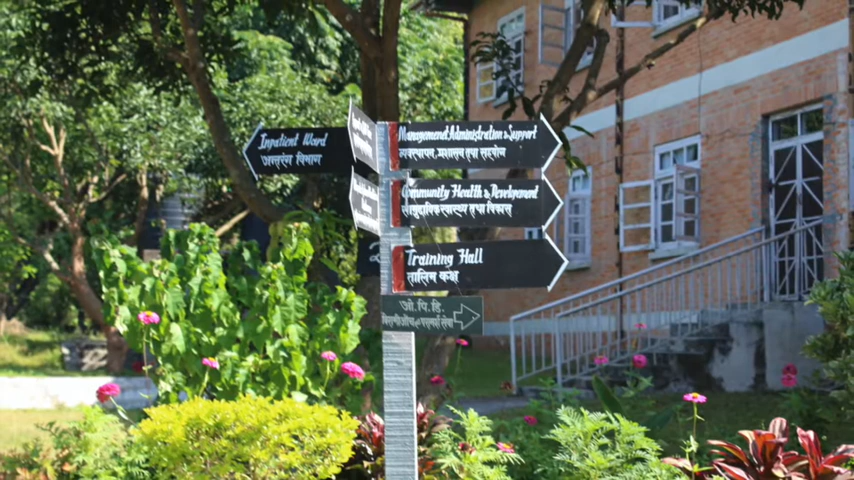 Inpatient Ward
अन्तरंग विभाग
Management Administration & Support
व्यवस्थापन, प्रशासन तथा सहयोग
Community Health & Development
सामुदायिक स्वास्थ्य तथा विकास
Training Hall
तालिम कक्ष
ओ.पि.डि.